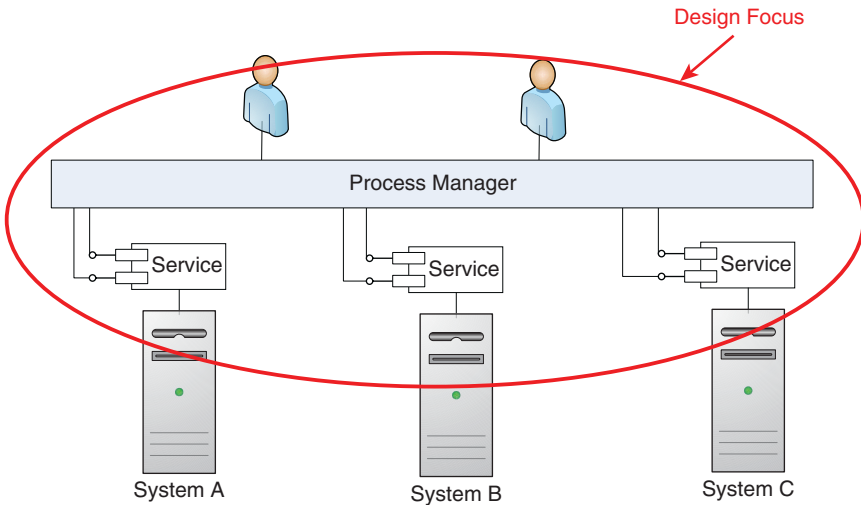 Design Focus
Process Manager
Service
Service
Service
System A
System B
System C